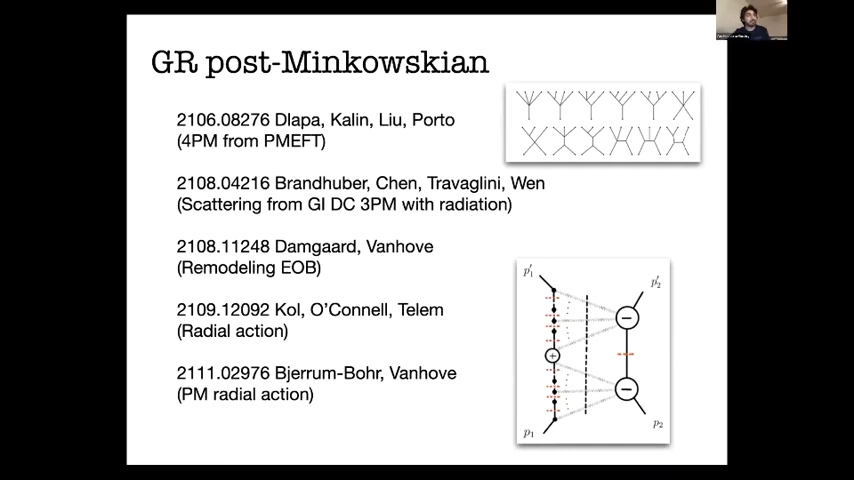 GR post-Minkowskian
2106.08276 Dlapa, Kalin, Liu, Porto
(4PM from PMEFT)
2108.04216 Brandhuber, Chen, Travaglini, Wen
(Scattering from GI DC 3PM with radiation)
2108.11248 Damgaard, Vanhove
(Remodeling EOB)
2109.12092 Kol, O'Connell, Telem
(Radial action)
2111.02976 Bjerrum-Bohr, Vanhove
(PM radial action)
p₁′
p₂′
−
+
−
p₁
p₂